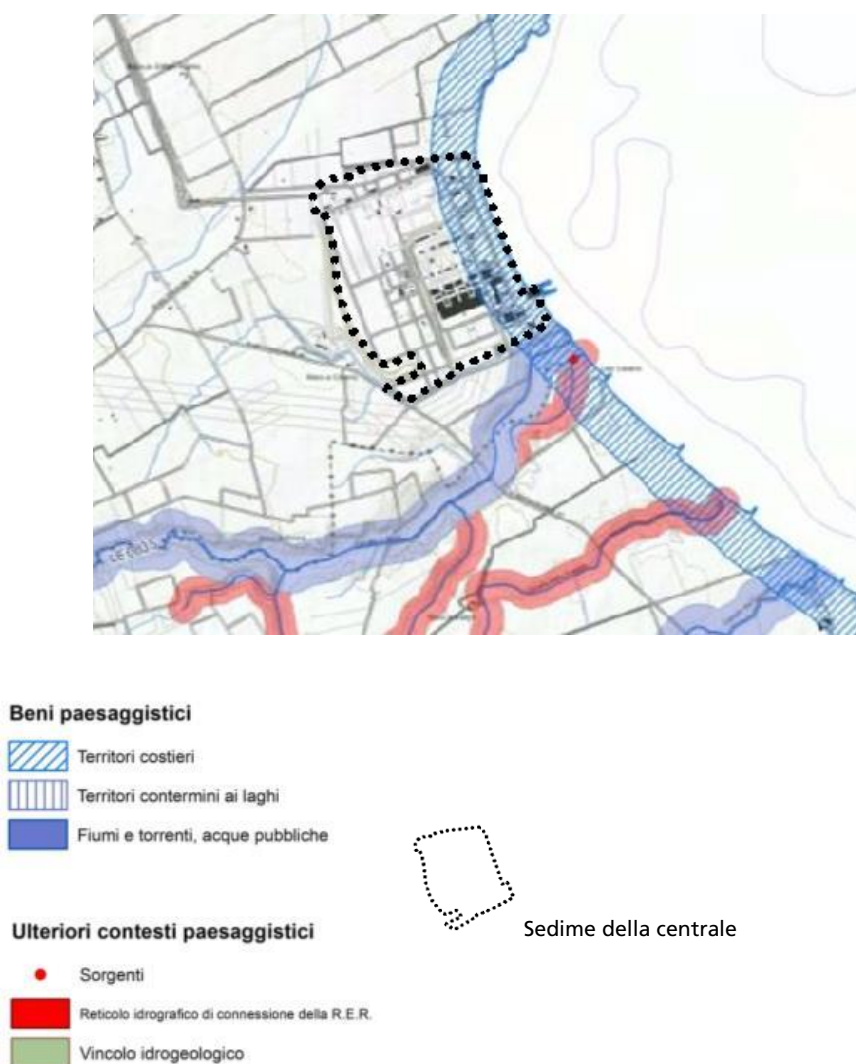 Beni paesaggistici
Territori costieri
Territori contermini ai laghi
Fiumi e torrenti, acque pubbliche
Sedime della centrale
Ulteriori contesti paesaggistici
Sorgenti
Reticolo idrografico di connessione della R.E.R.
Vincolo idrogeologico